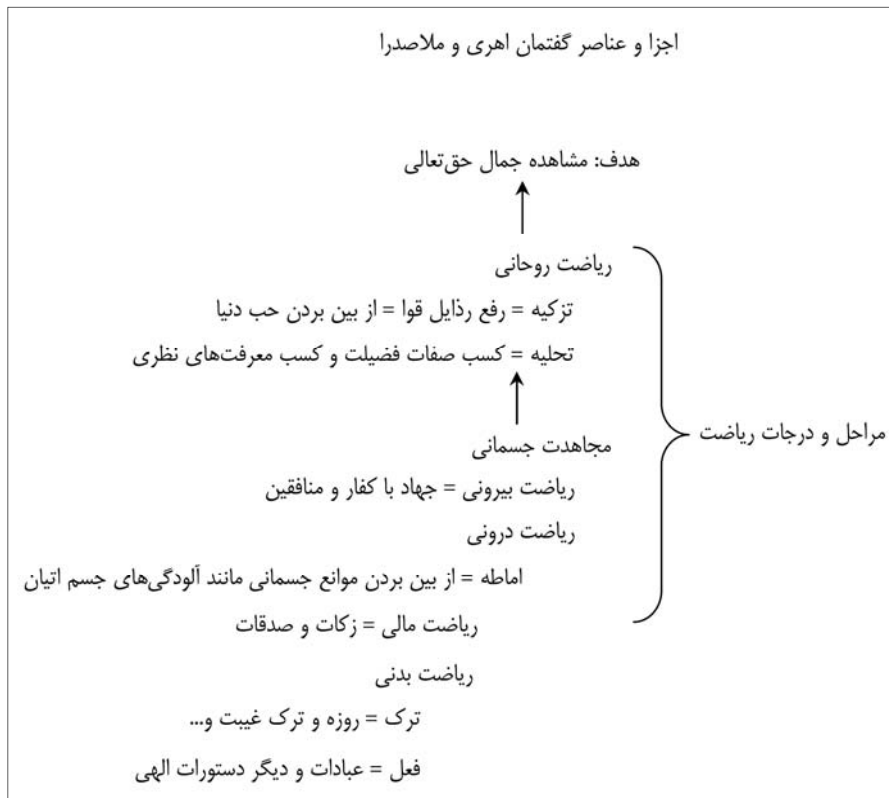 اجزا و عناصر گفتمان اهری و ملاصدرا
هدف: مشاهده جمال حق‌تعالی
ریاضت روحانی
تزکیه = رفع رذایل قوا = از بین بردن حب دنیا
تحلیه = کسب صفات فضیلت و کسب معرفت‌های نظری
مراحل و درجات ریاضت
مجاهدت جسمانی
ریاضت بیرونی = جهاد با کفار و منافقین
ریاضت درونی
اماطه = از بین بردن موانع جسمانی مانند آلودگی‌های جسم اتیان
ریاضت مالی = زکات و صدقات
ریاضت بدنی
ترک = روزه و ترک غیبت و...
فعل = عبادات و دیگر دستورات الهی